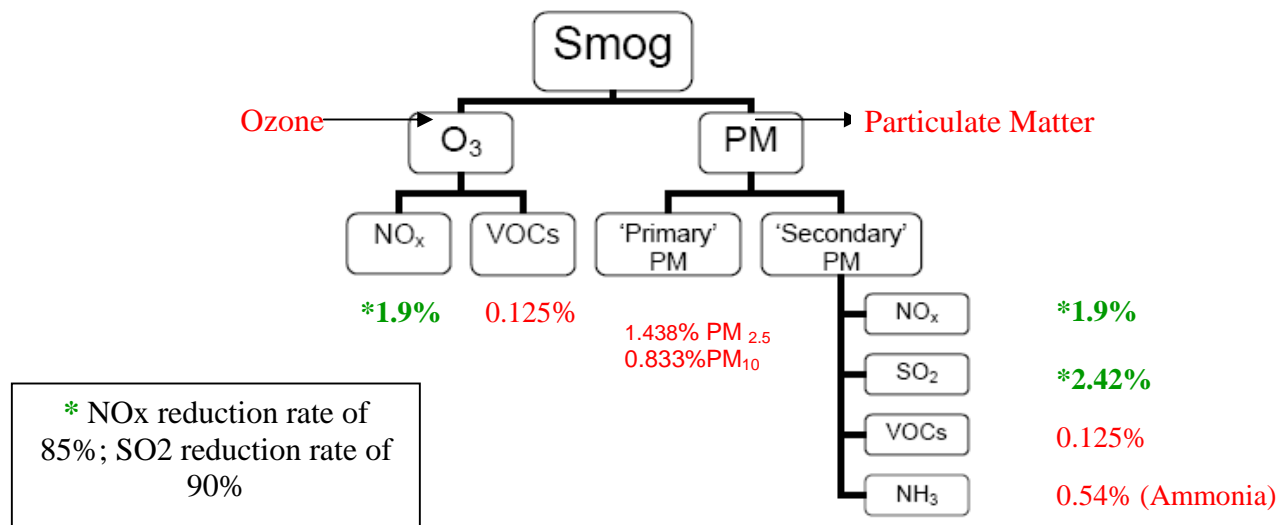 Smog
Ozone
O₃
PM
Particulate Matter
NOₓ
VOCs
'Primary'
PM
'Secondary'
PM
*1.9%
0.125%
1.438% PM ₂.₅
0.833%PM₁₀
NOₓ
*1.9%
SO₂
*2.42%
VOCs
0.125%
NH₃
0.54% (Ammonia)
* NOx reduction rate of
85%; SO2 reduction rate of
90%